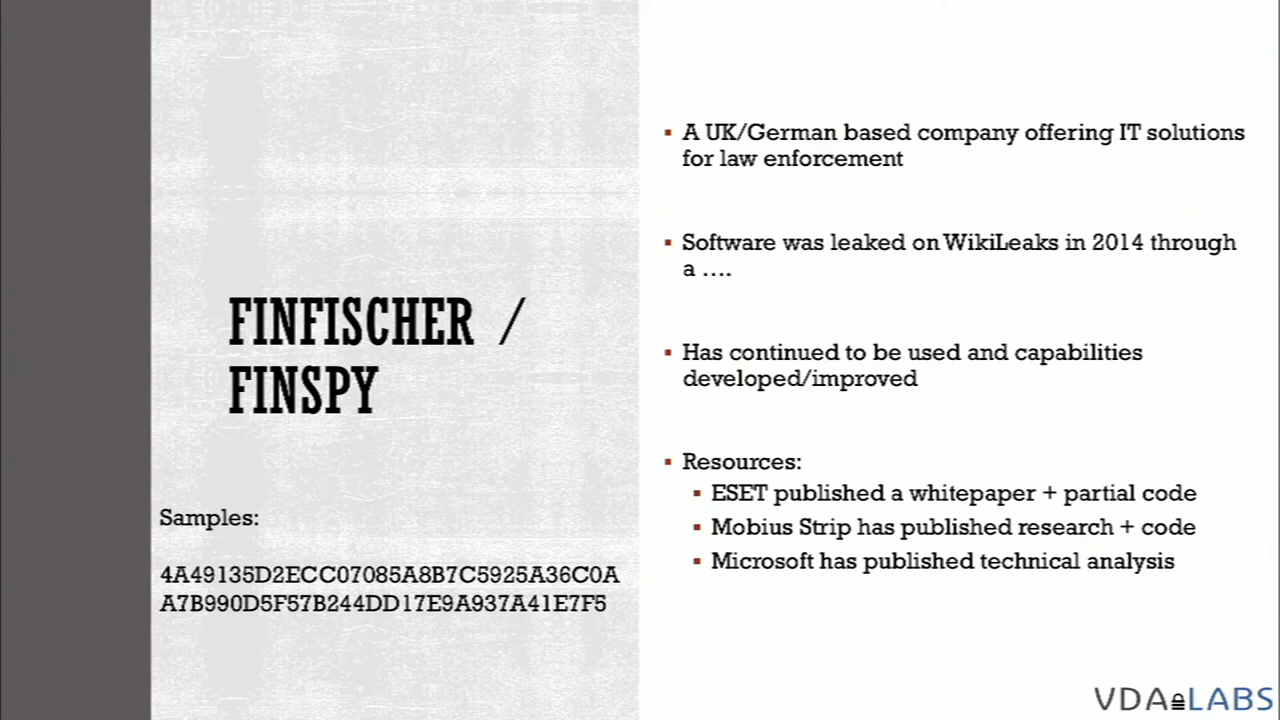 FINFISCHER /
FINSPY
Samples:
4A49135D2ECC07085A8B7C5925A36C0A
A7B990D5F57B244DD17E9A937A41E7F5
▪ A UK/German based company offering IT solutions
for law enforcement
▪ Software was leaked on WikiLeaks in 2014 through
a ....
▪ Has continued to be used and capabilities
developed/improved
▪ Resources:
▪ ESET published a whitepaper + partial code
▪ Mobius Strip has published research + code
▪ Microsoft has published technical analysis
VDA LABS